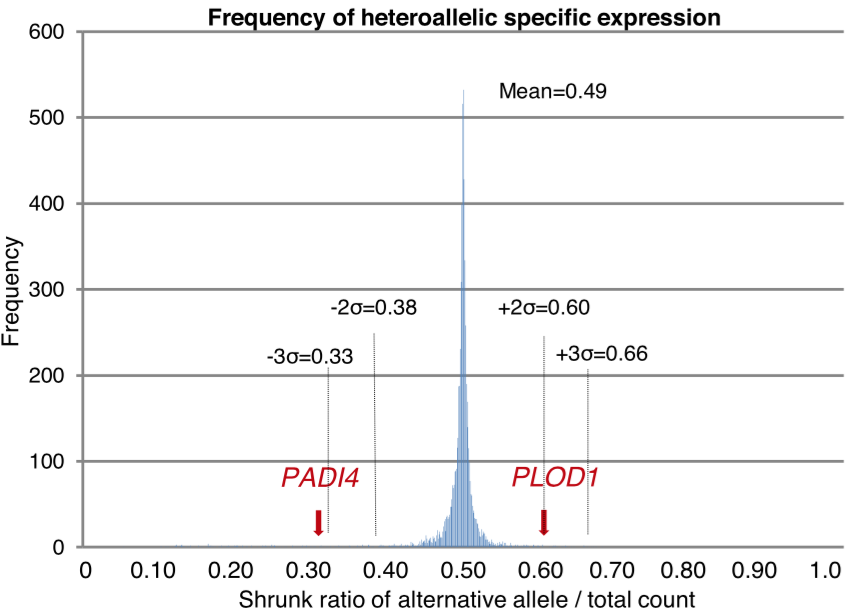 Frequency of heteroallelic specific expression
600
500
400
300
200
100
0
Frequency
Mean=0.49
-2σ=0.38
+2σ=0.60
-3σ=0.33
+3σ=0.66
PADI4
PLOD1
0 0.10 0.20 0.30 0.40 0.50 0.60 0.70 0.80 0.90 1.0
Shrunk ratio of alternative allele / total count